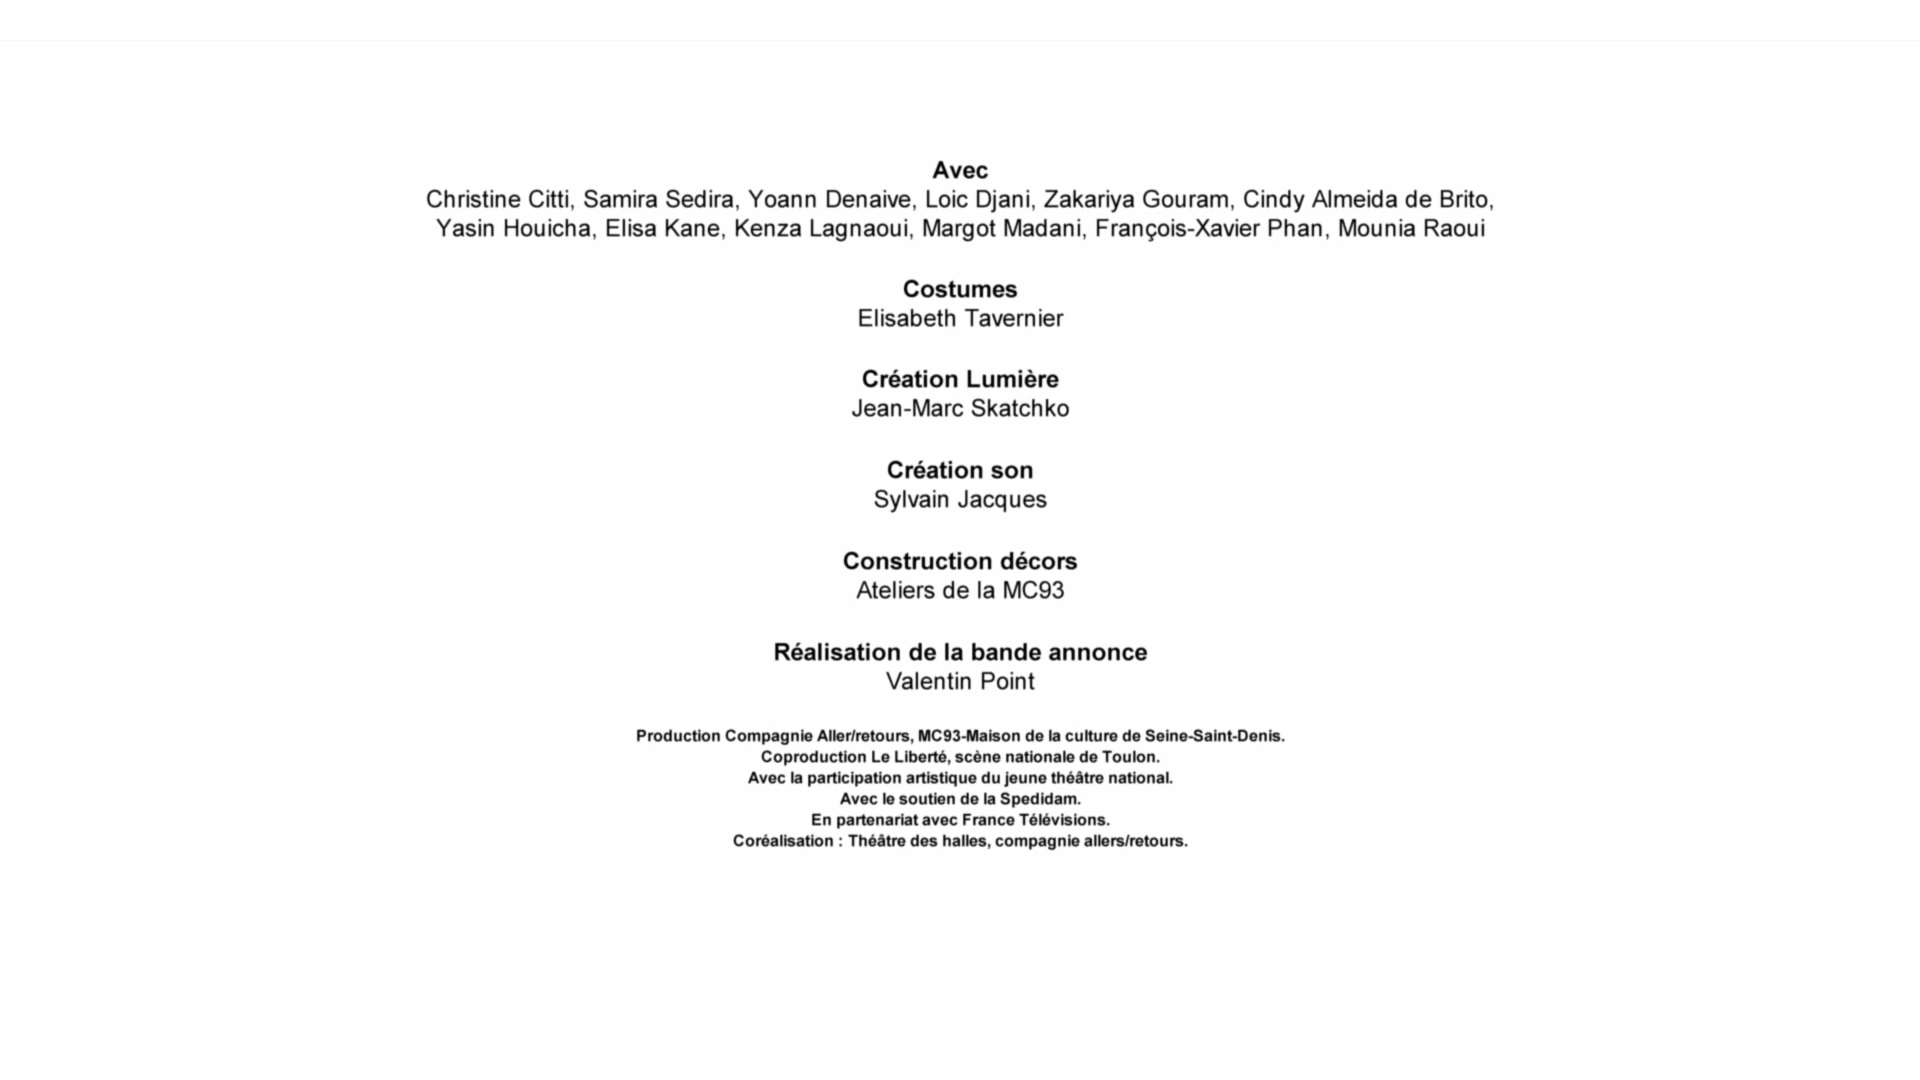 Avec
Christine Citti, Samira Sedira, Yoann Denaive, Loic Djani, Zakariya Gouram, Cindy Almeida de Brito,
Yasin Houicha, Elisa Kane, Kenza Lagnaoui, Margot Madani, François-Xavier Phan, Mounia Raoui
Costumes
Elisabeth Tavernier
Création Lumière
Jean-Marc Skatchko
Création son
Sylvain Jacques
Construction décors
Ateliers de la MC93
Réalisation de la bande annonce
Valentin Point
Production Compagnie Aller/retours, MC93-Maison de la culture de Seine-Saint-Denis.
Coproduction Le Liberté, scène nationale de Toulon.
Avec la participation artistique du jeune théâtre national.
Avec le soutien de la Spedidam.
En partenariat avec France Télévisions.
Coréalisation : Théâtre des halles, compagnie allers/retours.